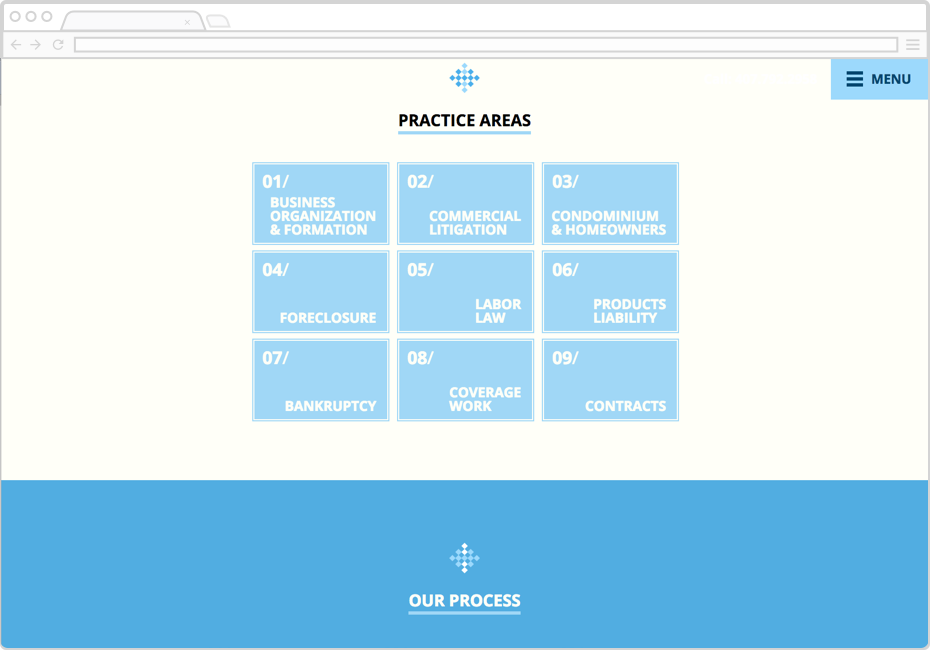 MENU
PRACTICE AREAS
01/
BUSINESS
ORGANIZATION
& FORMATION
02/
COMMERCIAL
LITIGATION
03/
CONDOMINIUM
& HOMEOWNERS
04/
FORECLOSURE
05/
LABOR
LAW
06/
PRODUCTS
LIABILITY
07/
BANKRUPTCY
08/
COVERAGE
WORK
09/
CONTRACTS
OUR PROCESS